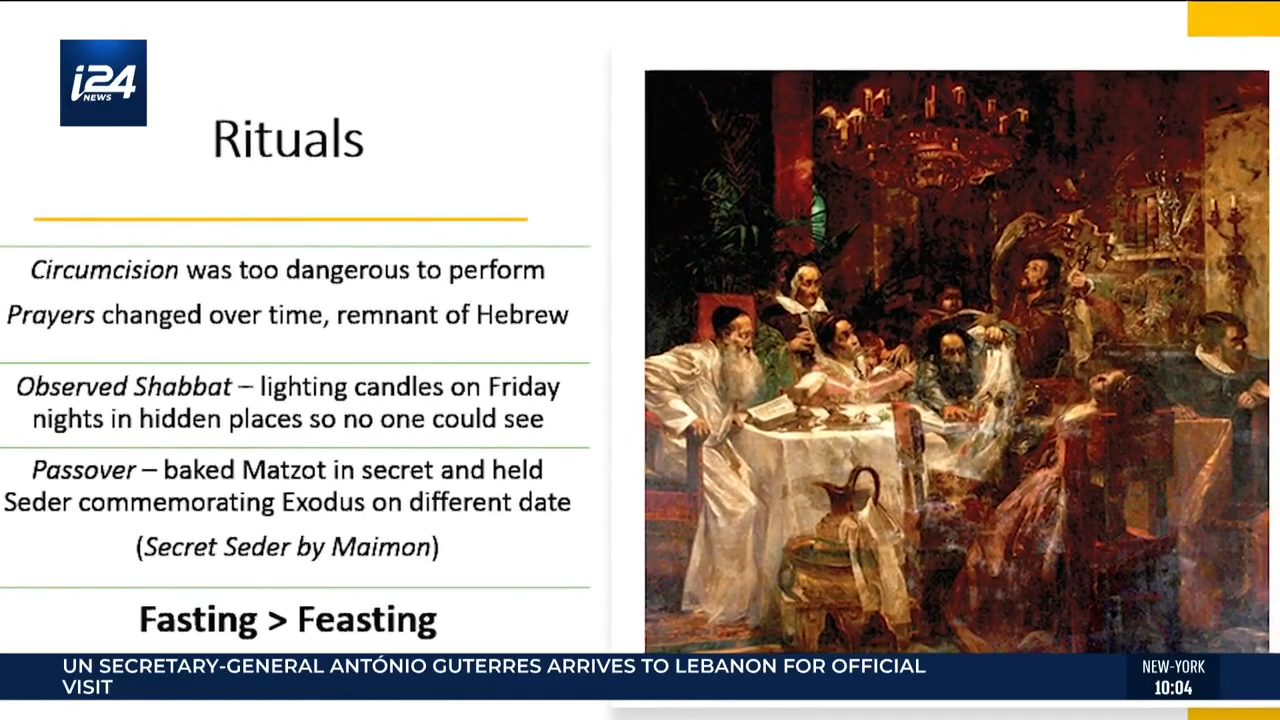 i24
NEWS
Rituals
Circumcision was too dangerous to perform
Prayers changed over time, remnant of Hebrew
Observed Shabbat – lighting candles on Friday
nights in hidden places so no one could see
Passover – baked Matzot in secret and held
Seder commemorating Exodus on different date
(Secret Seder by Maimon)
Fasting > Feasting
UN SECRETARY-GENERAL ANTÓNIO GUTERRES ARRIVES TO LEBANON FOR OFFICIAL
VISIT
NEW-YORK
10:04